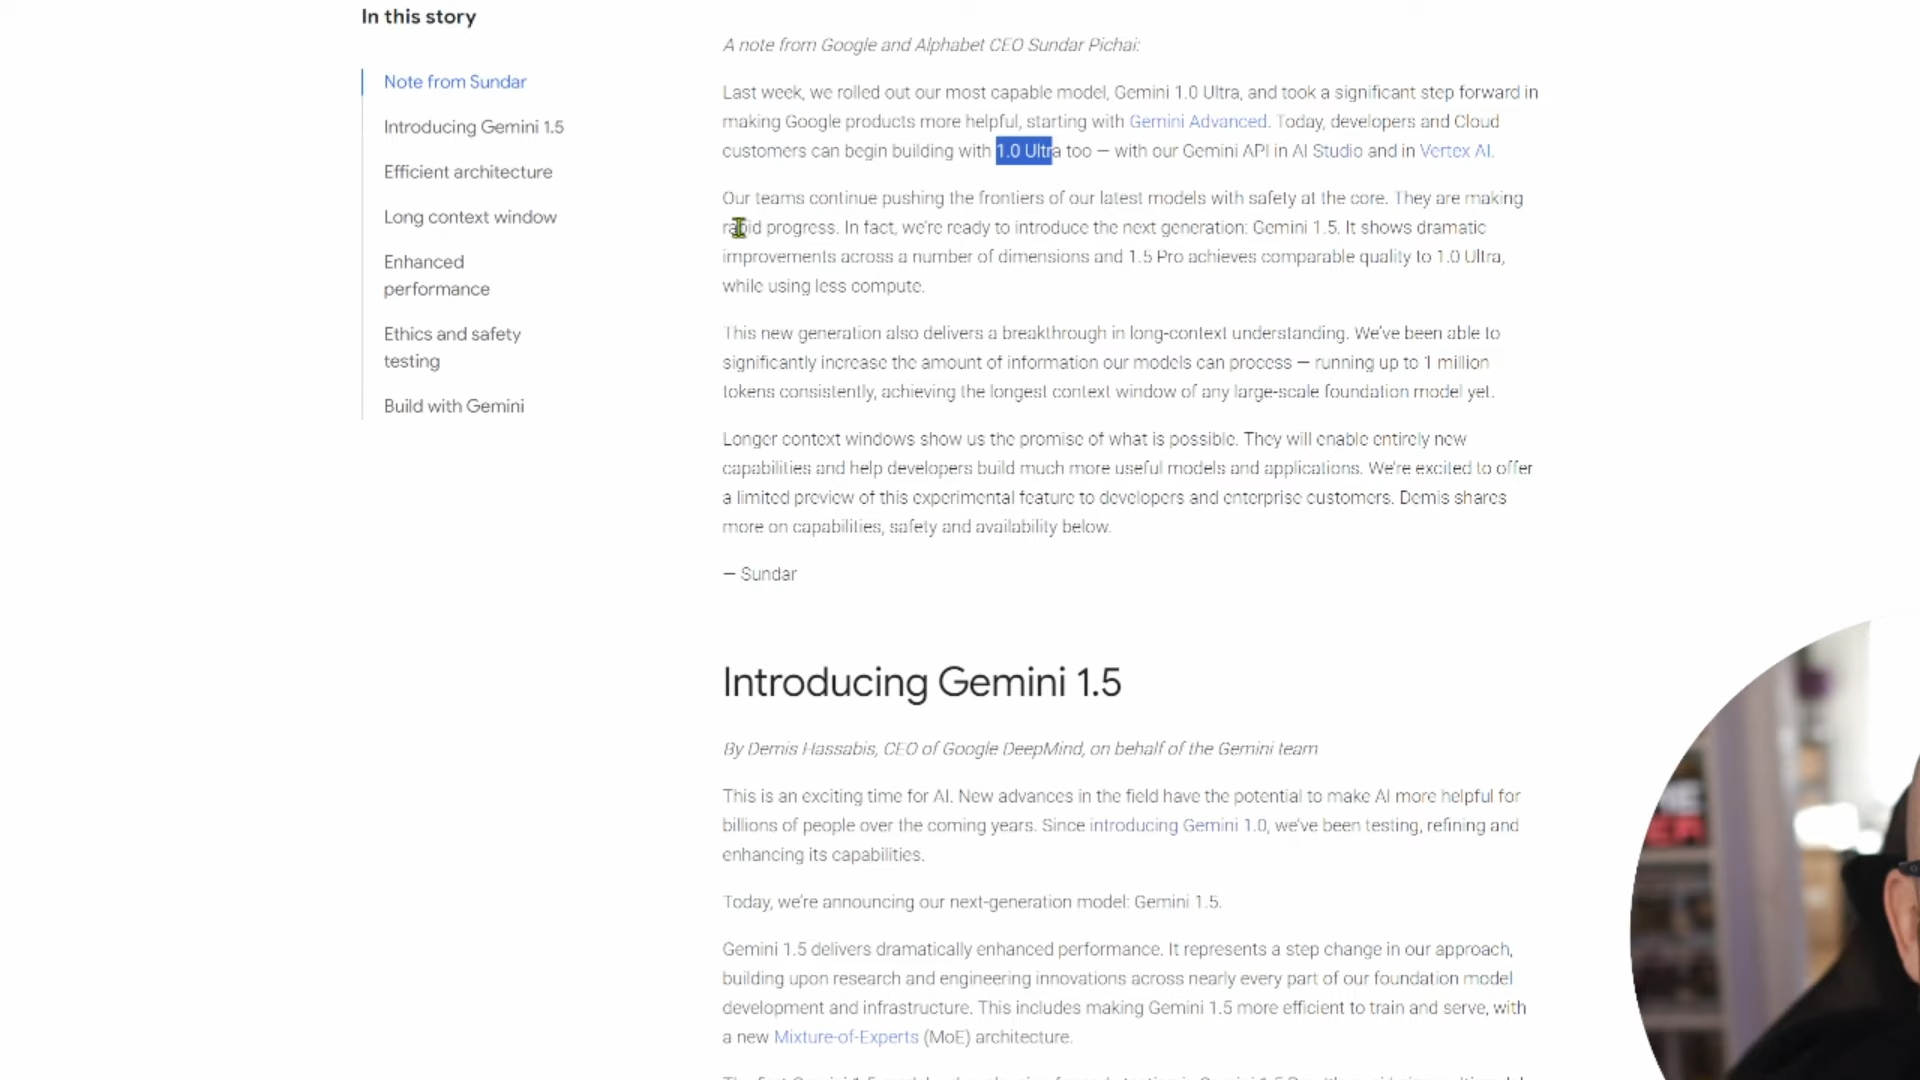 In this story
Note from Sundar
Introducing Gemini 1.5
Efficient architecture
Long context window
Enhanced
performance
Ethics and safety
testing
Build with Gemini
A note from Google and Alphabet CEO Sundar Pichai:
Last week, we rolled out our most capable model, Gemini 1.0 Ultra, and took a significant step forward in
making Google products more helpful, starting with Gemini Advanced. Today, developers and Cloud
customers can begin building with 1.0 Ultra too — with our Gemini API in AI Studio and in Vertex AI.
Our teams continue pushing the frontiers of our latest models with safety at the core. They are making
rapid progress. In fact, we're ready to introduce the next generation: Gemini 1.5. It shows dramatic
improvements across a number of dimensions and 1.5 Pro achieves comparable quality to 1.0 Ultra,
while using less compute.
This new generation also delivers a breakthrough in long-context understanding. We've been able to
significantly increase the amount of information our models can process — running up to 1 million
tokens consistently, achieving the longest context window of any large-scale foundation model yet.
Longer context windows show us the promise of what is possible. They will enable entirely new
capabilities and help developers build much more useful models and applications. We're excited to offer
a limited preview of this experimental feature to developers and enterprise customers. Demis shares
more on capabilities, safety and availability below.
— Sundar
Introducing Gemini 1.5
By Demis Hassabis, CEO of Google DeepMind, on behalf of the Gemini team
This is an exciting time for AI. New advances in the field have the potential to make AI more helpful for
billions of people over the coming years. Since introducing Gemini 1.0, we've been testing, refining and
enhancing its capabilities.
Today, we're announcing our next-generation model: Gemini 1.5.
Gemini 1.5 delivers dramatically enhanced performance. It represents a step change in our approach,
building upon research and engineering innovations across nearly every part of our foundation model
development and infrastructure. This includes making Gemini 1.5 more efficient to train and serve, with
a new Mixture-of-Experts (MoE) architecture.